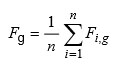 F_g = \frac{1}{n} \sum_{i=1}^{n} F_{i,g}